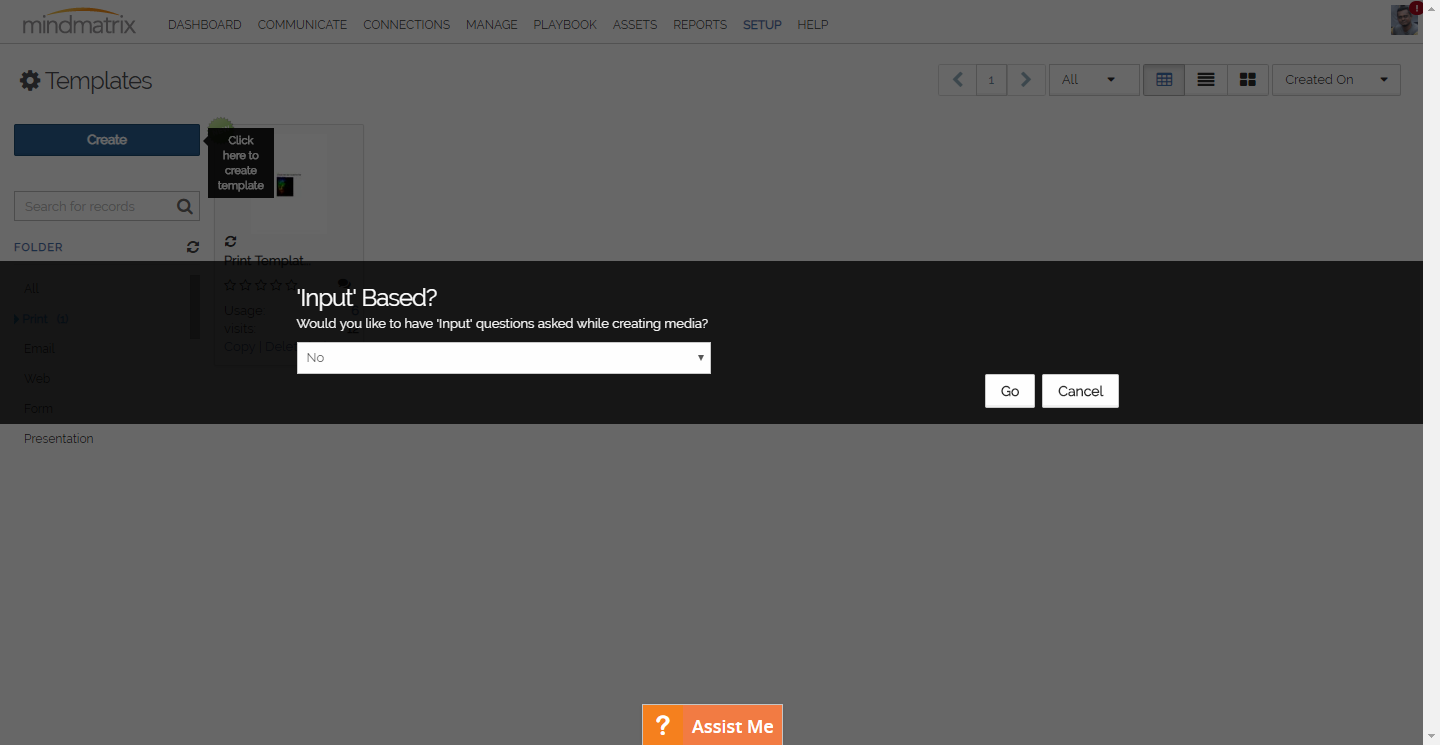 mindmatrix
DASHBOARD COMMUNICATE CONNECTIONS MANAGE PLAYBOOK ASSETS REPORTS SETUP HELP
!
Templates
1
All
Created On
Create
Click
here to
create
template
Search for records
FOLDER
Print Templat...
All
Usage: 6
Print (1)
visits:
Copy | Dele
Email
Web
Form
Presentation
'Input' Based?
Would you like to have 'Input' questions asked while creating media?
No
Go
Cancel
? Assist Me